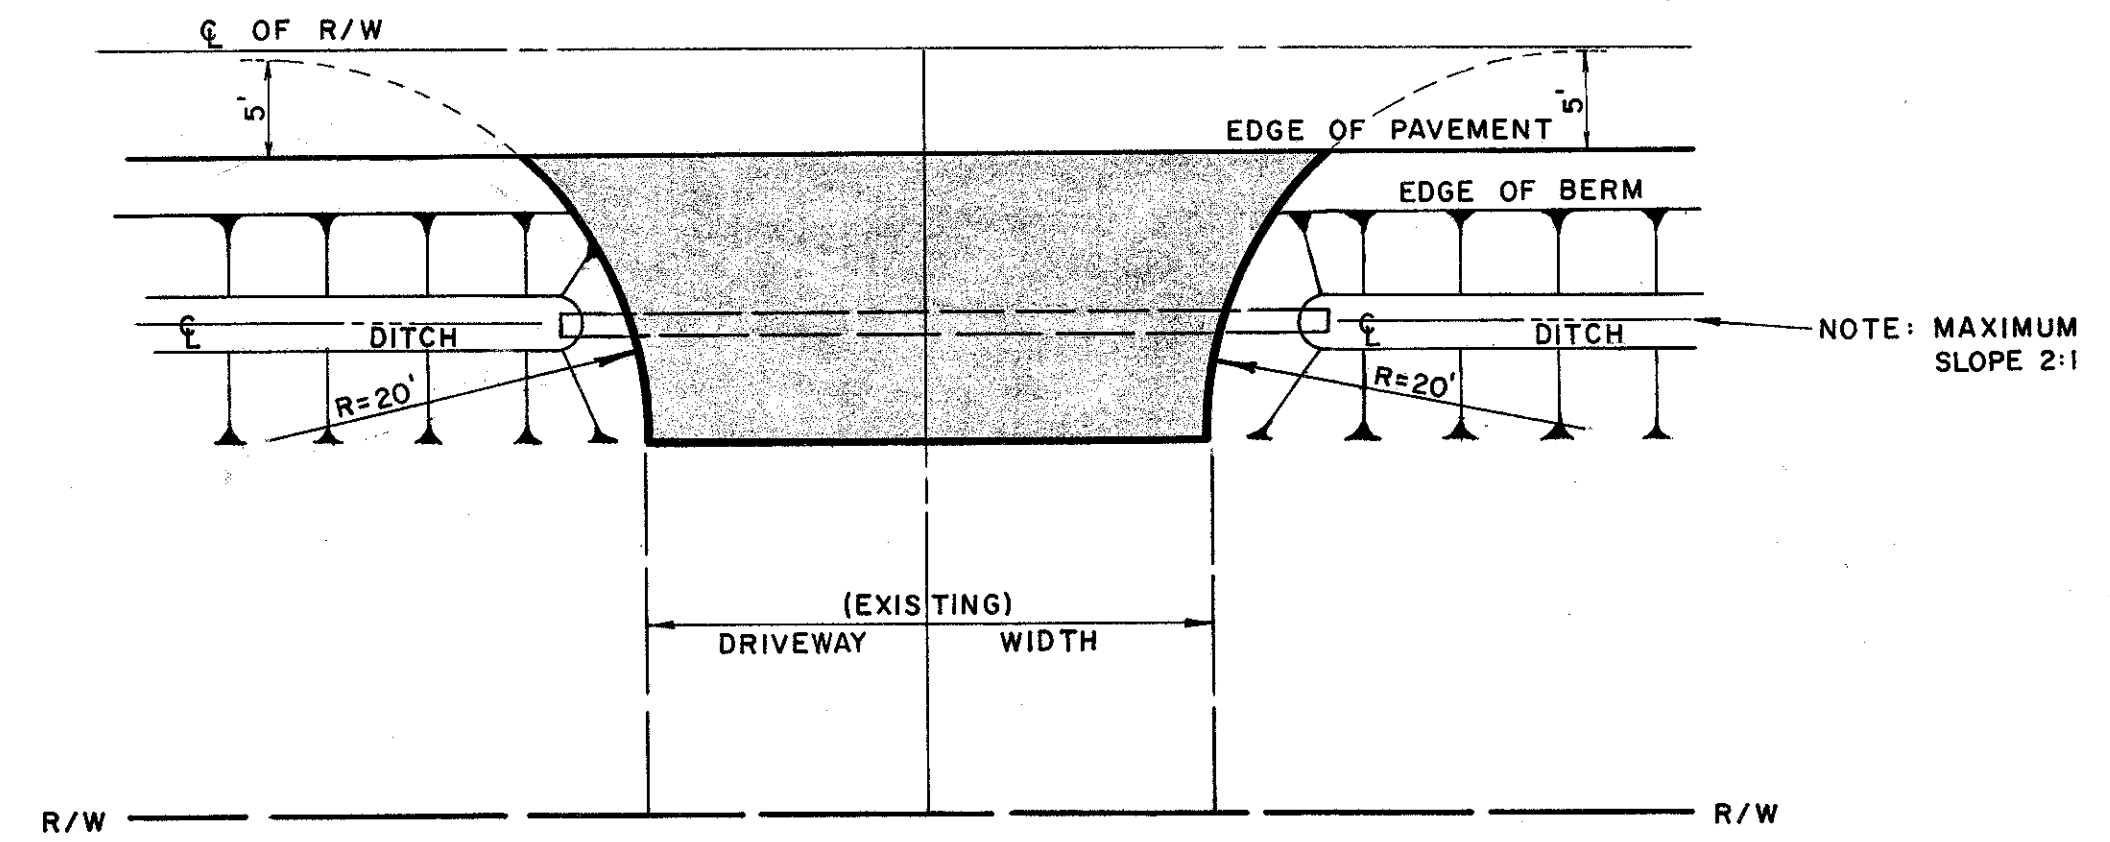 ℄ OF R/W
5'
5'
EDGE OF PAVEMENT
EDGE OF BERM
℄ DITCH
℄ DITCH
NOTE: MAXIMUM
SLOPE 2:1
R=20'
R=20'
(EXISTING)
DRIVEWAY WIDTH
R/W
R/W